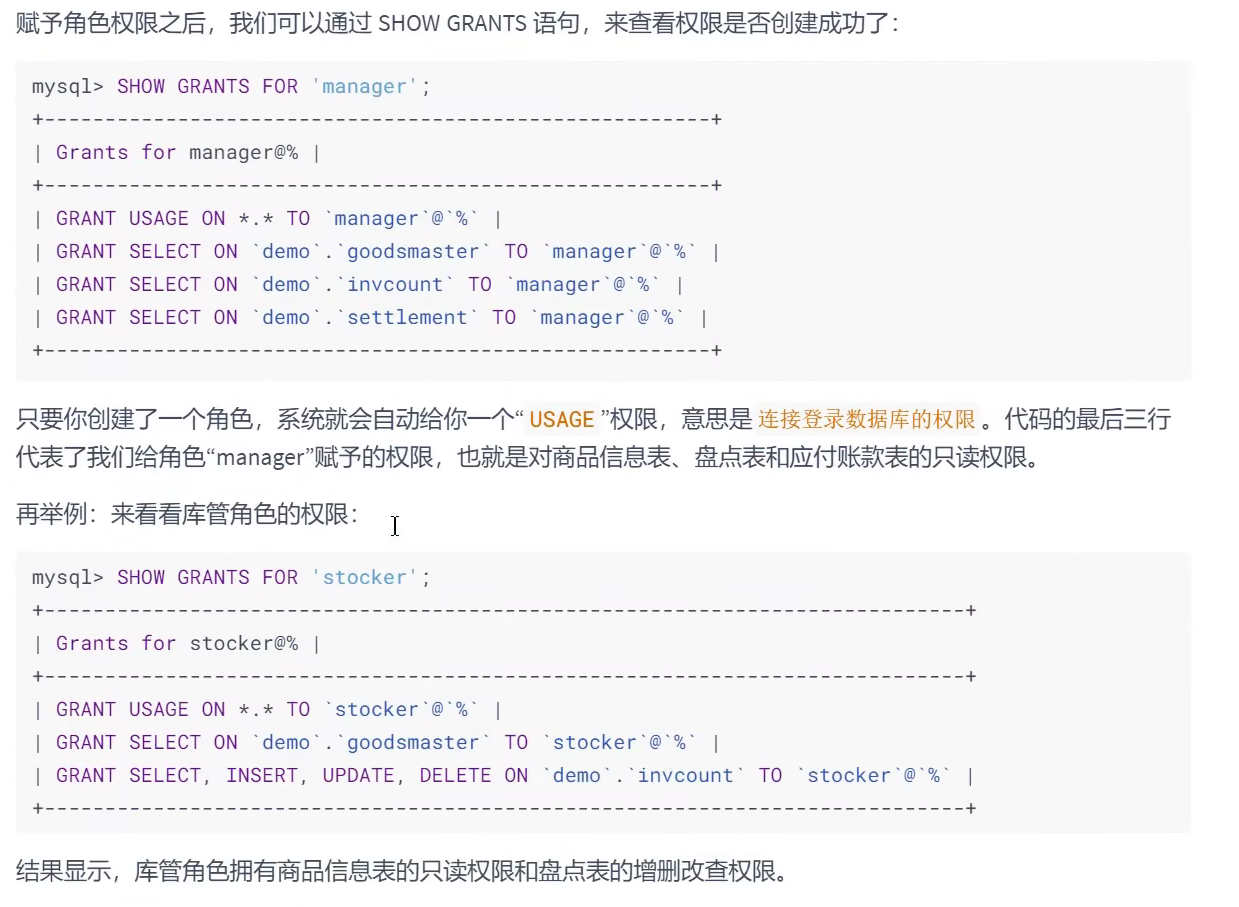 赋予角色权限之后，我们可以通过 SHOW GRANTS 语句，来查看权限是否创建成功了：
mysql> SHOW GRANTS FOR 'manager';
+-------------------------------------------------------+
| Grants for manager@% |
+-------------------------------------------------------+
| GRANT USAGE ON *.* TO `manager`@`%` |
| GRANT SELECT ON `demo`.`goodsmaster` TO `manager`@`%` |
| GRANT SELECT ON `demo`.`invcount` TO `manager`@`%` |
| GRANT SELECT ON `demo`.`settlement` TO `manager`@`%` |
+-------------------------------------------------------+
只要你创建了一个角色，系统就会自动给你一个“ USAGE ”权限，意思是 连接登录数据库的权限 。代码的最后三行
代表了我们给角色“manager”赋予的权限，也就是对商品信息表、盘点表和应付账款表的只读权限。
再举例：来看看库管角色的权限：
mysql> SHOW GRANTS FOR 'stocker';
+----------------------------------------------------------------------------+
| Grants for stocker@% |
+----------------------------------------------------------------------------+
| GRANT USAGE ON *.* TO `stocker`@`%` |
| GRANT SELECT ON `demo`.`goodsmaster` TO `stocker`@`%` |
| GRANT SELECT, INSERT, UPDATE, DELETE ON `demo`.`invcount` TO `stocker`@`%` |
+----------------------------------------------------------------------------+
结果显示，库管角色拥有商品信息表的只读权限和盘点表的增删改查权限。